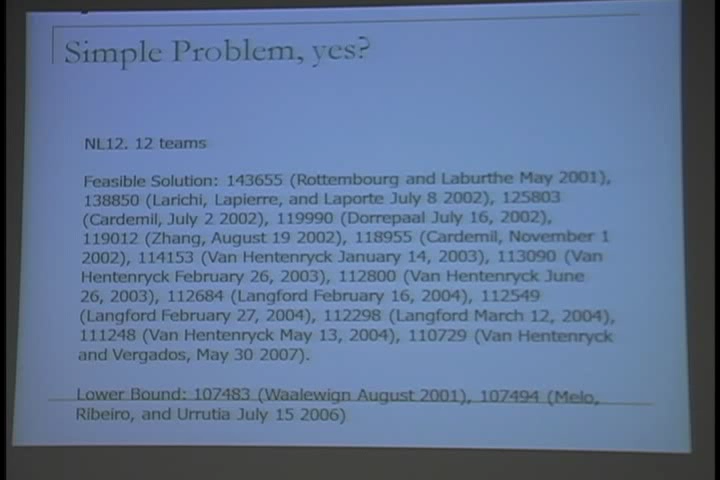 Simple Problem, yes?
NL12. 12 teams
Feasible Solution: 143655 (Rottembourg and Laburthe May 2001),
138850 (Larichi, Lapierre, and Laporte July 8 2002), 125803
(Cardemil, July 2 2002), 119990 (Dorrepaal July 16, 2002),
119012 (Zhang, August 19 2002), 118955 (Cardemil, November 1
2002), 114153 (Van Hentenryck January 14, 2003), 113090 (Van
Hentenryck February 26, 2003), 112800 (Van Hentenryck June
26, 2003), 112684 (Langford February 16, 2004), 112549
(Langford February 27, 2004), 112298 (Langford March 12, 2004),
111248 (Van Hentenryck May 13, 2004), 110729 (Van Hentenryck
and Vergados, May 30 2007).
Lower Bound: 107483 (Waalewign August 2001), 107494 (Melo,
Ribeiro, and Urrutia July 15 2006)